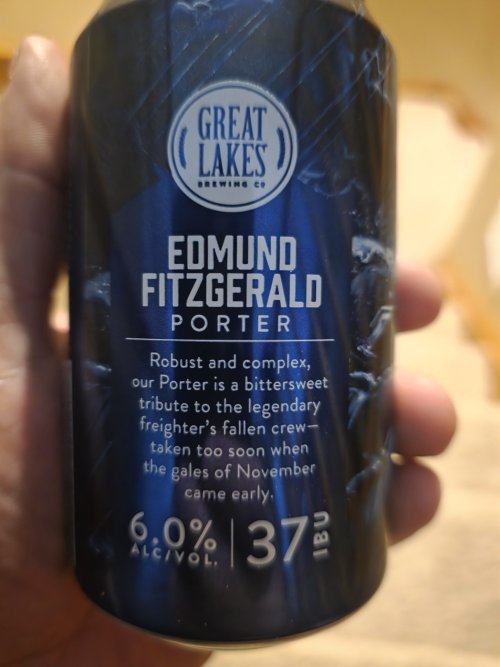 GREAT
LAKES
BREWING CO
EDMUND
FITZGERALD
PORTER
Robust and complex,
our Porter is a bittersweet
tribute to the legendary
freighter's fallen crew—
taken too soon when
the gales of November
came early.
6.0% | 37 IBU
ALC/VOL.